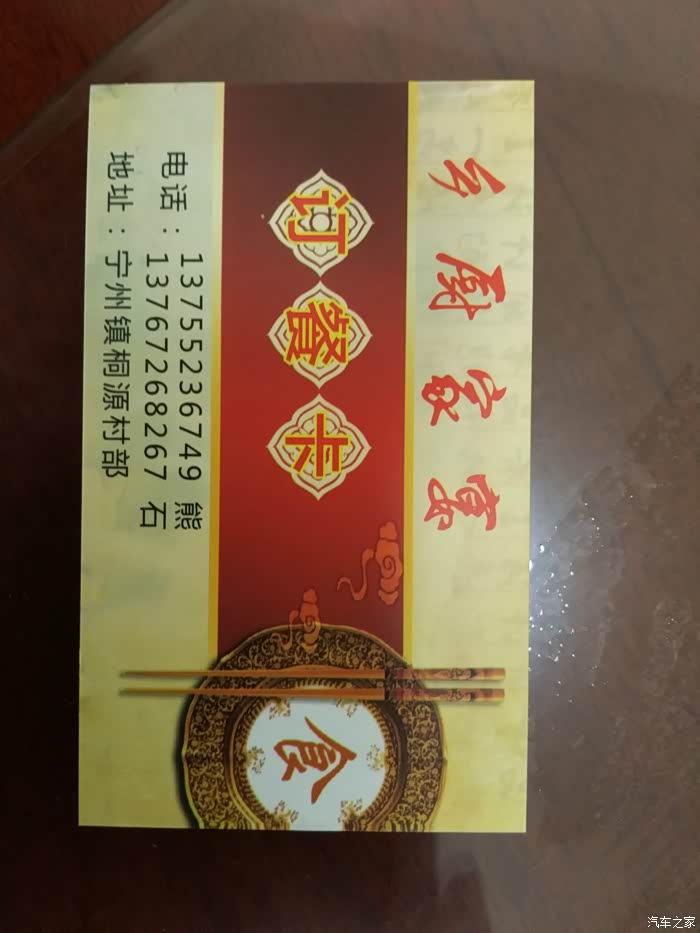 乡厨家宴
订餐卡
电话：13755236749 熊
13767268267 石
地址：宁州镇桐源村部
食
汽车之家